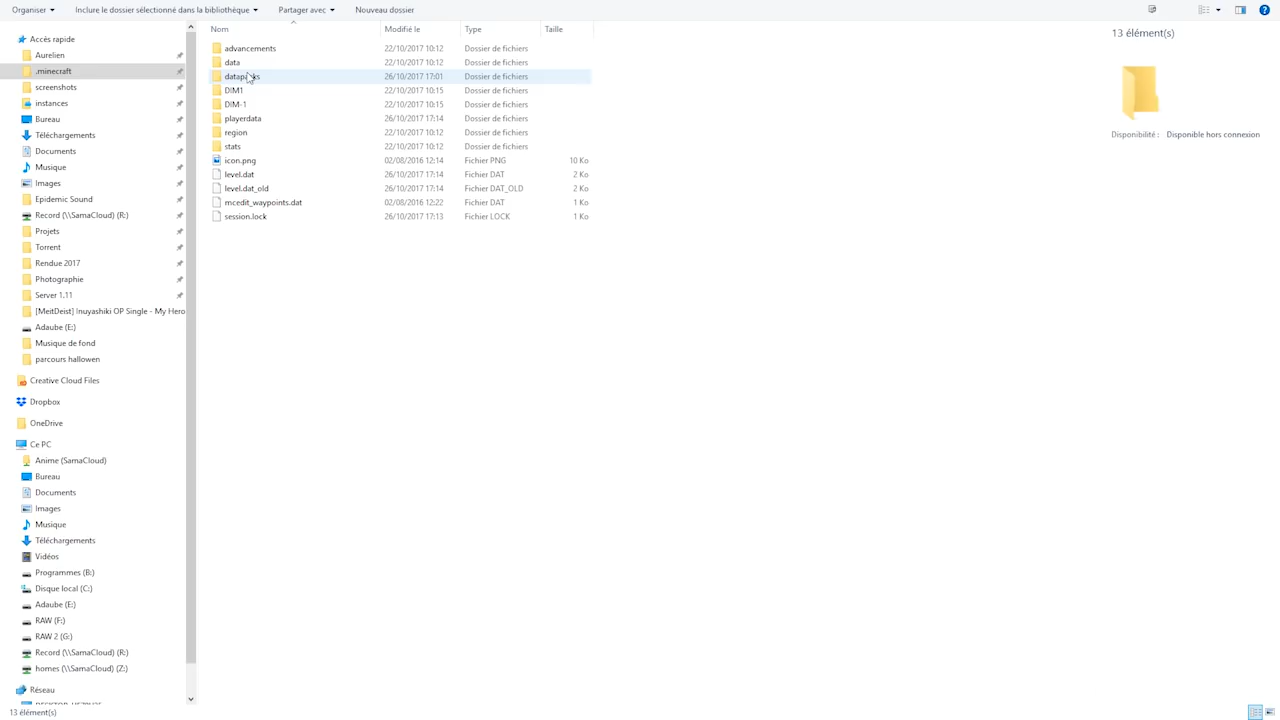 Organiser Inclure le dossier sélectionné dans la bibliothèque Partager avec Nouveau dossier
Nom Modifié le Type Taille
Accès rapide
Aurelien
.minecraft
screenshots
instances
Bureau
Téléchargements
Documents
Musique
Images
Epidemic Sound
Record (\\SamaCloud) (R:)
Projets
Torrent
Rendue 2017
Photographie
Server 1.11
[MeitDeist] Inuyashiki OP Single - My Hero
Adaube (E:)
Musique de fond
parcours hallowen
Creative Cloud Files
Dropbox
OneDrive
Ce PC
Anime (SamaCloud)
Bureau
Documents
Images
Musique
Téléchargements
Vidéos
Programmes (B:)
Disque local (C:)
Adaube (E:)
RAW (F:)
RAW 2 (G:)
Record (\\SamaCloud) (R:)
homes (\\SamaCloud) (Z:)
Réseau
advancements 22/10/2017 10:12 Dossier de fichiers
data 22/10/2017 10:12 Dossier de fichiers
datapacks 26/10/2017 17:01 Dossier de fichiers
DIM1 22/10/2017 10:15 Dossier de fichiers
DIM-1 22/10/2017 10:15 Dossier de fichiers
playerdata 26/10/2017 17:14 Dossier de fichiers
region 22/10/2017 10:12 Dossier de fichiers
stats 22/10/2017 10:12 Dossier de fichiers
icon.png 02/08/2016 12:14 Fichier PNG 10 Ko
level.dat 26/10/2017 17:14 Fichier DAT 2 Ko
level.dat_old 26/10/2017 17:14 Fichier DAT_OLD 2 Ko
mcedit_waypoints.dat 02/08/2016 12:22 Fichier DAT 1 Ko
session.lock 26/10/2017 17:13 Fichier LOCK 1 Ko
13 élément(s)
Disponibilité : Disponible hors connexion
13 élément(s)